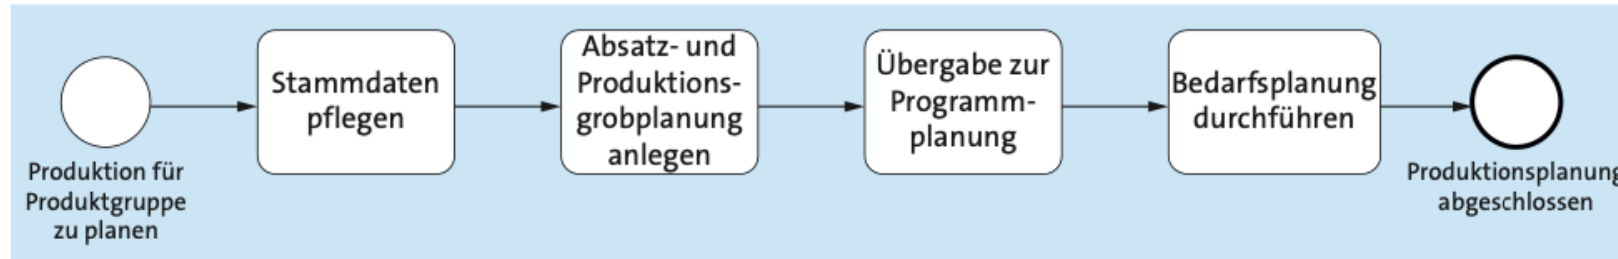 Produktion für
Produktgruppe
zu planen
Stammdaten
pflegen
Absatz- und
Produktions-
grobplanung
anlegen
Übergabe zur
Programm-
planung
Bedarfsplanung
durchführen
Produktionsplanung
abgeschlossen